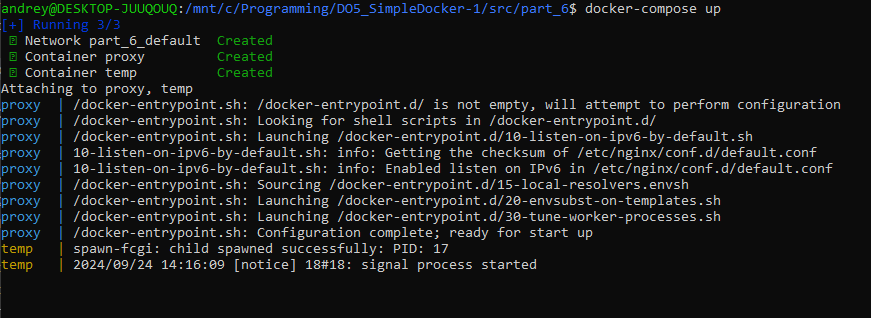 andrey@DESKTOP-JUUQOUQ:/mnt/c/Programming/DO5_SimpleDocker-1/src/part_6$ docker-compose up
[+] Running 3/3
Network part_6_default Created
Container proxy Created
Container temp Created
Attaching to proxy, temp
proxy | /docker-entrypoint.sh: /docker-entrypoint.d/ is not empty, will attempt to perform configuration
proxy | /docker-entrypoint.sh: Looking for shell scripts in /docker-entrypoint.d/
proxy | /docker-entrypoint.sh: Launching /docker-entrypoint.d/10-listen-on-ipv6-by-default.sh
proxy | 10-listen-on-ipv6-by-default.sh: info: Getting the checksum of /etc/nginx/conf.d/default.conf
proxy | 10-listen-on-ipv6-by-default.sh: info: Enabled listen on IPv6 in /etc/nginx/conf.d/default.conf
proxy | /docker-entrypoint.sh: Sourcing /docker-entrypoint.d/15-local-resolvers.envsh
proxy | /docker-entrypoint.sh: Launching /docker-entrypoint.d/20-envsubst-on-templates.sh
proxy | /docker-entrypoint.sh: Launching /docker-entrypoint.d/30-tune-worker-processes.sh
proxy | /docker-entrypoint.sh: Configuration complete; ready for start up
temp | spawn-fcgi: child spawned successfully: PID: 17
temp | 2024/09/24 14:16:09 [notice] 18#18: signal process started